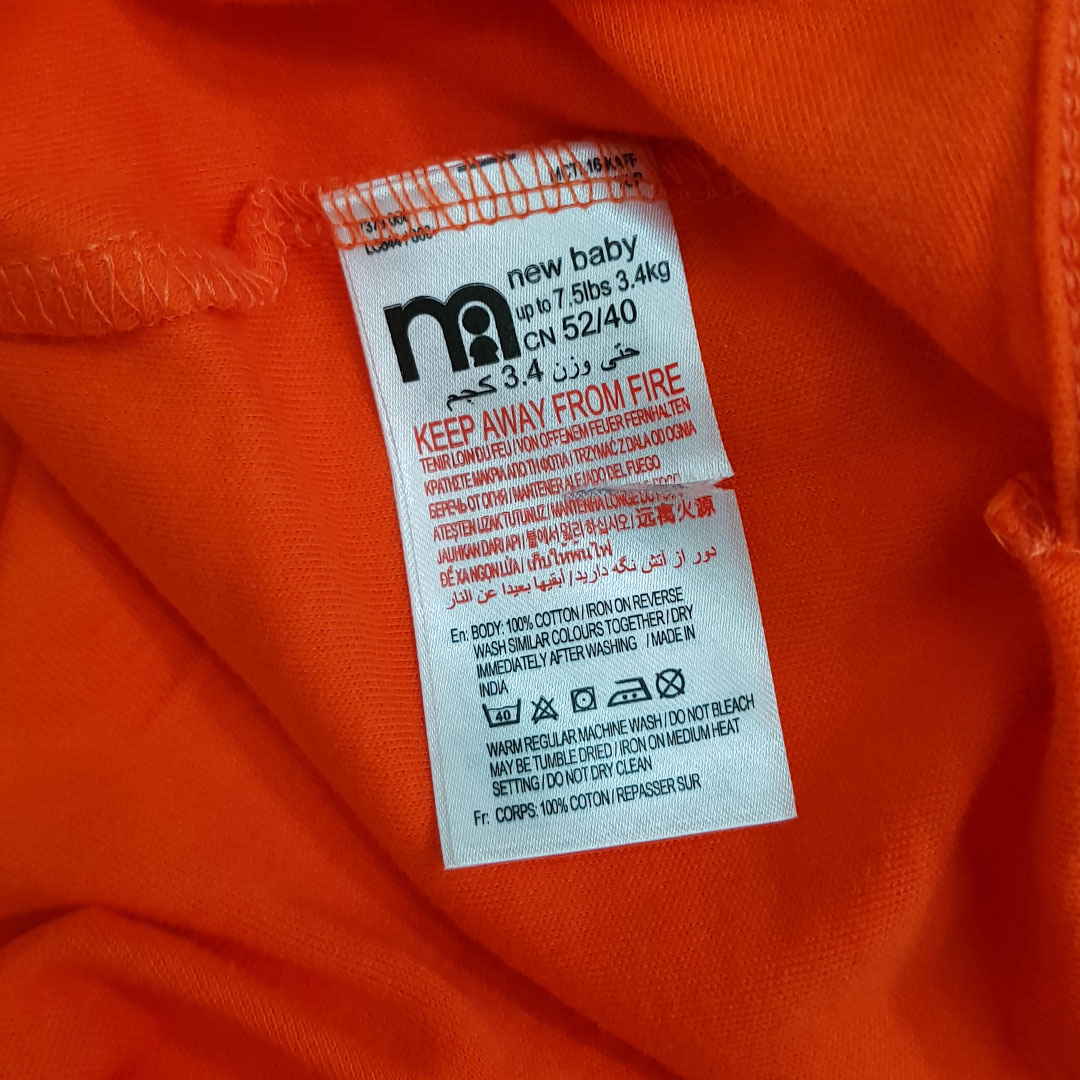 new baby
up to 7.5lbs 3.4kg
CN 52/40
حتى وزن 3.4 كجم
KEEP AWAY FROM FIRE
TENIR LOIN DU FEU / VON OFFENEM FEUER FERNHALTEN
ΚΡΑΤΗΣΤΕ ΜΑΚΡΙΑ ΑΠΟ ΤΗ ΦΩΤΙΑ / TRZYMAĆ Z DALA OD OGNIA
БЕРЕЧЬ ОТ ОГНЯ / MANTENER ALEJADO DEL FUEGO
ATEŞTEN UZAK TUTUNUZ / MANTENHA LONGE DO FOGO
JAUHKAN DARI API / 불에서 멀리 하십시오 / 远离火源
ĐỂ XA NGỌN LỬA / เก็บให้พ้นไฟ
دور از آتش نگه دارید / أبقيها بعيدا عن النار
En: BODY: 100% COTTON / IRON ON REVERSE
WASH SIMILAR COLOURS TOGETHER / DRY
IMMEDIATELY AFTER WASHING / MADE IN
INDIA
40
WARM REGULAR MACHINE WASH / DO NOT BLEACH
MAY BE TUMBLE DRIED / IRON ON MEDIUM HEAT
SETTING / DO NOT DRY CLEAN
Fr: CORPS: 100% COTON / REPASSER SUR